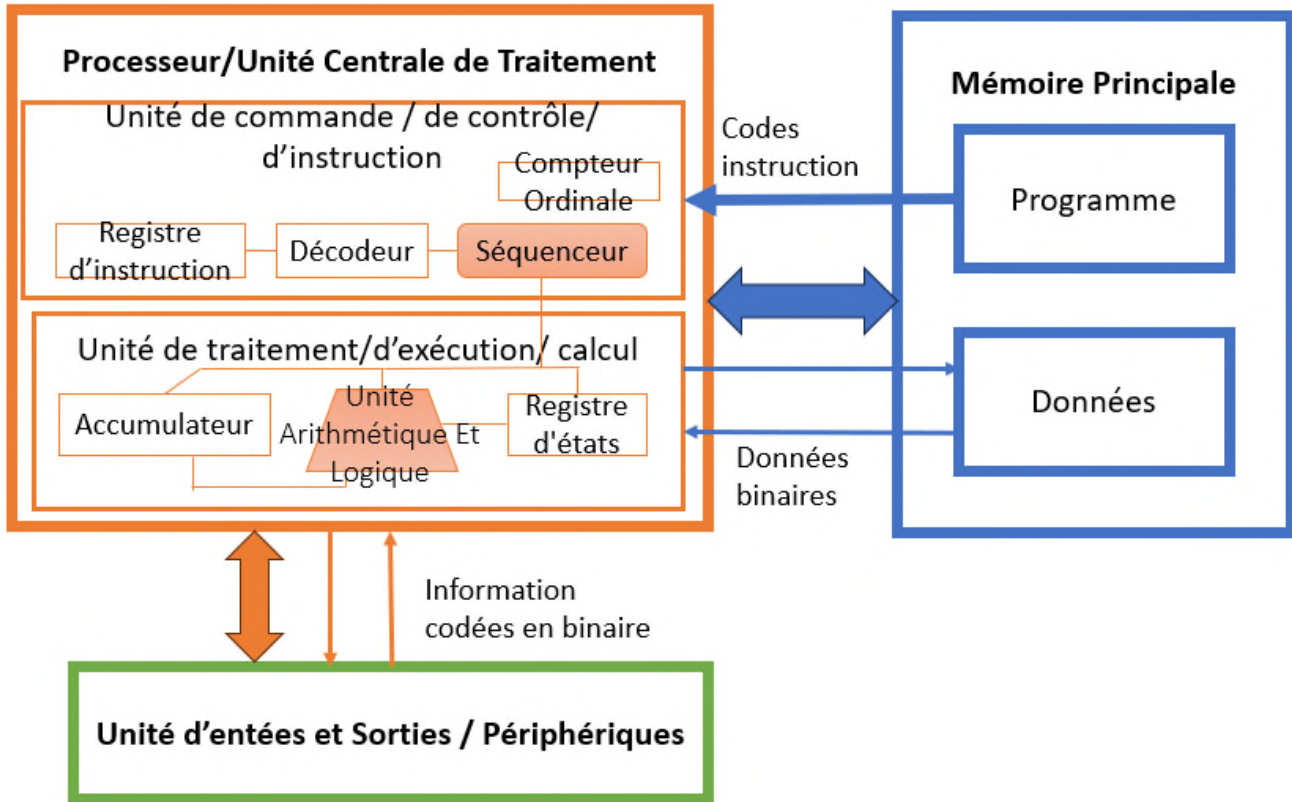 Processeur/Unité Centrale de Traitement
Unité de commande / de contrôle/
d'instruction
Compteur
Ordinale
Registre
d'instruction
Décodeur
Séquenceur
Unité de traitement/d'exécution/ calcul
Accumulateur
Unité
Arithmétique Et
Logique
Registre
d'états
Codes
instruction
Mémoire Principale
Programme
Données
Données
binaires
Information
codées en binaire
Unité d'entées et Sorties / Périphériques